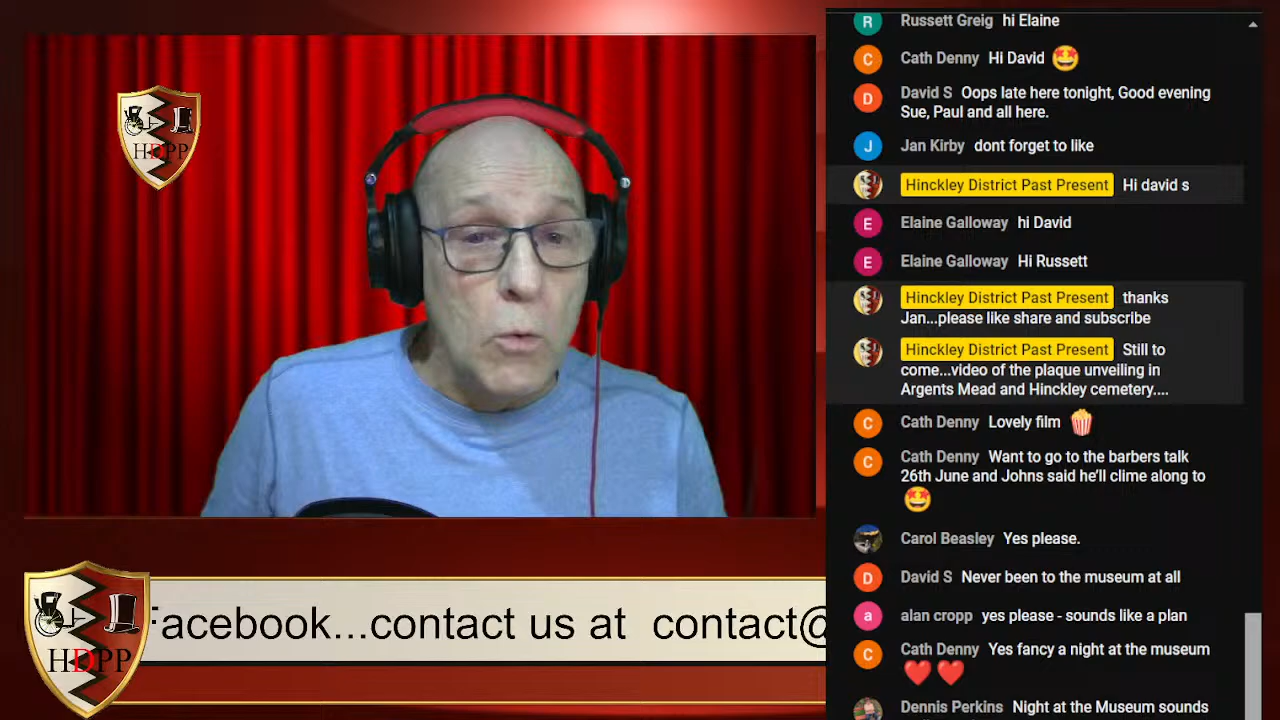 HDPP
HDPP
Facebook...contact us at contact@
Russett Greig hi Elaine
Cath Denny Hi David
David S Oops late here tonight, Good evening
Sue, Paul and all here.
Jan Kirby dont forget to like
Hinckley District Past Present Hi david s
Elaine Galloway hi David
Elaine Galloway Hi Russett
Hinckley District Past Present thanks
Jan...please like share and subscribe
Hinckley District Past Present Still to
come...video of the plaque unveiling in
Argents Mead and Hinckley cemetery....
Cath Denny Lovely film
Cath Denny Want to go to the barbers talk
26th June and Johns said he'll clime along to
Carol Beasley Yes please.
David S Never been to the museum at all
alan cropp yes please - sounds like a plan
Cath Denny Yes fancy a night at the museum
Dennis Perkins Night at the Museum sounds
R
C
D
J
E
E
C
C
D
a
C